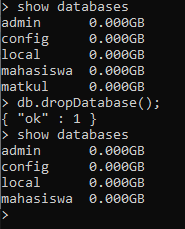 > show databases
admin      0.000GB
config     0.000GB
local      0.000GB
mahasiswa  0.000GB
matkul     0.000GB
> db.dropDatabase();
{ "ok" : 1 }
> show databases
admin      0.000GB
config     0.000GB
local      0.000GB
mahasiswa  0.000GB
>